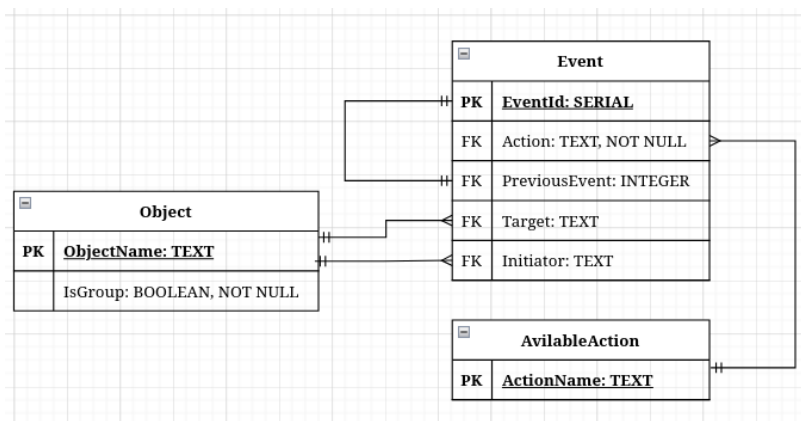 Event
PK EventId: SERIAL
FK Action: TEXT, NOT NULL
FK PreviousEvent: INTEGER
FK Target: TEXT
FK Initiator: TEXT
Object
PK ObjectName: TEXT
IsGroup: BOOLEAN, NOT NULL
AvilableAction
PK ActionName: TEXT